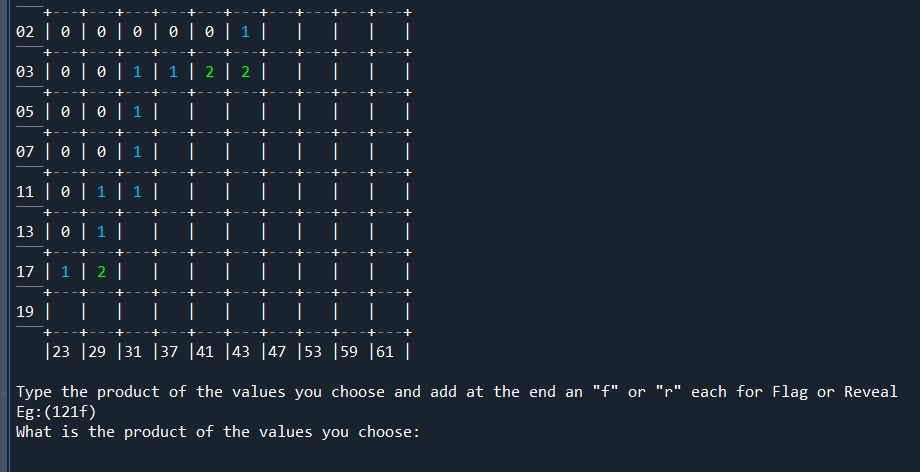 +---+---+---+---+---+---+---+---+---+---+
02 | 0 | 0 | 0 | 0 | 0 | 1 |   |   |   |   |
+---+---+---+---+---+---+---+---+---+---+
03 | 0 | 0 | 1 | 1 | 2 | 2 |   |   |   |   |
+---+---+---+---+---+---+---+---+---+---+
05 | 0 | 0 | 1 |   |   |   |   |   |   |   |
+---+---+---+---+---+---+---+---+---+---+
07 | 0 | 0 | 1 |   |   |   |   |   |   |   |
+---+---+---+---+---+---+---+---+---+---+
11 | 0 | 1 | 1 |   |   |   |   |   |   |   |
+---+---+---+---+---+---+---+---+---+---+
13 | 0 | 1 |   |   |   |   |   |   |   |   |
+---+---+---+---+---+---+---+---+---+---+
17 | 1 | 2 |   |   |   |   |   |   |   |   |
+---+---+---+---+---+---+---+---+---+---+
19 |   |   |   |   |   |   |   |   |   |   |
+---+---+---+---+---+---+---+---+---+---+
|23 |29 |31 |37 |41 |43 |47 |53 |59 |61 |
Type the product of the values you choose and add at the end an "f" or "r" each for Flag or Reveal
Eg:(121f)
What is the product of the values you choose: